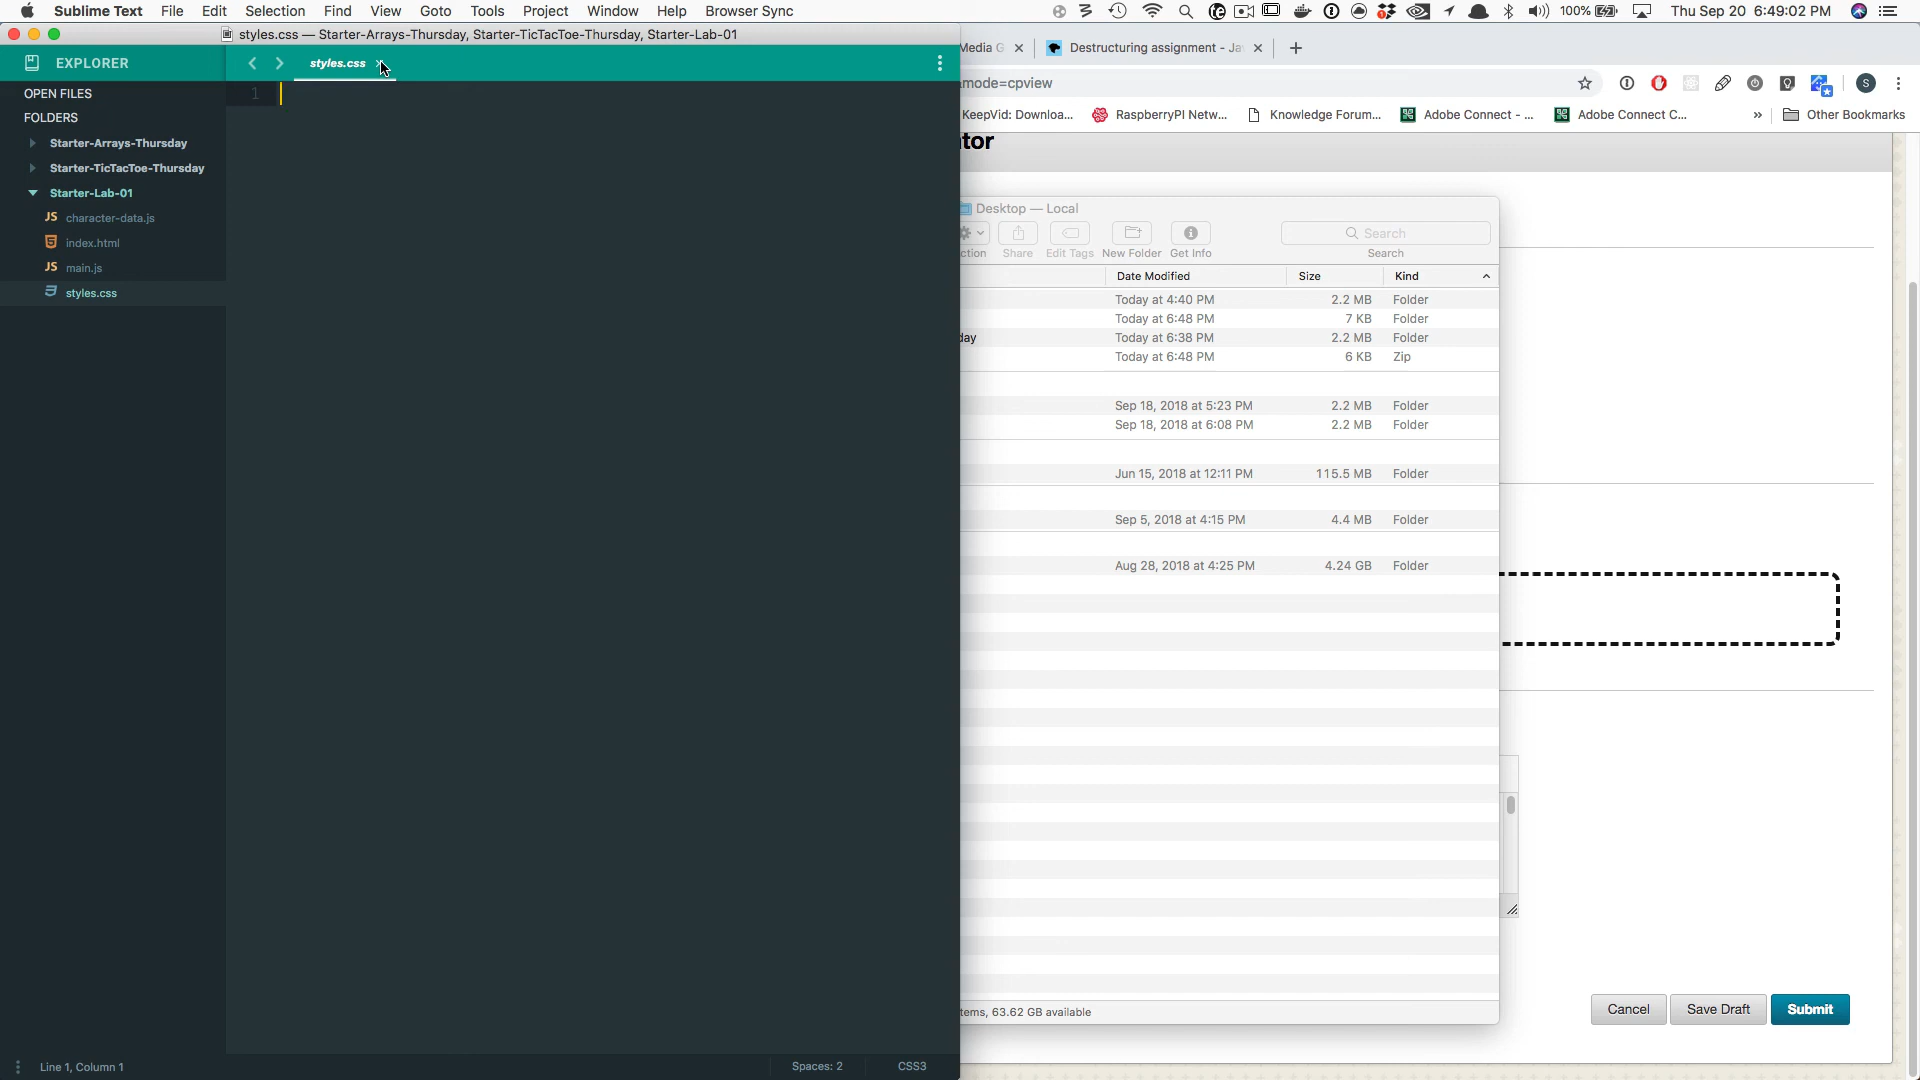 Sublime Text File Edit Selection Find View Goto Tools Project Window Help Browser Sync 100% Thu Sep 20 6:49:02 PM
styles.css — Starter-Arrays-Thursday, Starter-TicTacToe-Thursday, Starter-Lab-01
Media G Destructuring assignment - Ja
EXPLORER
styles.css
mode=cpview
S
OPEN FILES
1
FOLDERS
KeepVid: Downloa... RaspberryPI Netw... Knowledge Forum... Adobe Connect - ... Adobe Connect C... » Other Bookmarks
Starter-Arrays-Thursday
tor
Starter-TicTacToe-Thursday
Starter-Lab-01
JS character-data.js
index.html
JS main.js
styles.css
Desktop — Local
Search
ction Share Edit Tags New Folder Get Info Search
Date Modified Size Kind
Today at 4:40 PM 2.2 MB Folder
Today at 6:48 PM 7 KB Folder
day Today at 6:38 PM 2.2 MB Folder
Today at 6:48 PM 6 KB Zip
Sep 18, 2018 at 5:23 PM 2.2 MB Folder
Sep 18, 2018 at 6:08 PM 2.2 MB Folder
Jun 15, 2018 at 12:11 PM 115.5 MB Folder
Sep 5, 2018 at 4:15 PM 4.4 MB Folder
Aug 28, 2018 at 4:25 PM 4.24 GB Folder
tems, 63.62 GB available
Cancel Save Draft Submit
Line 1, Column 1 Spaces: 2 CSS3